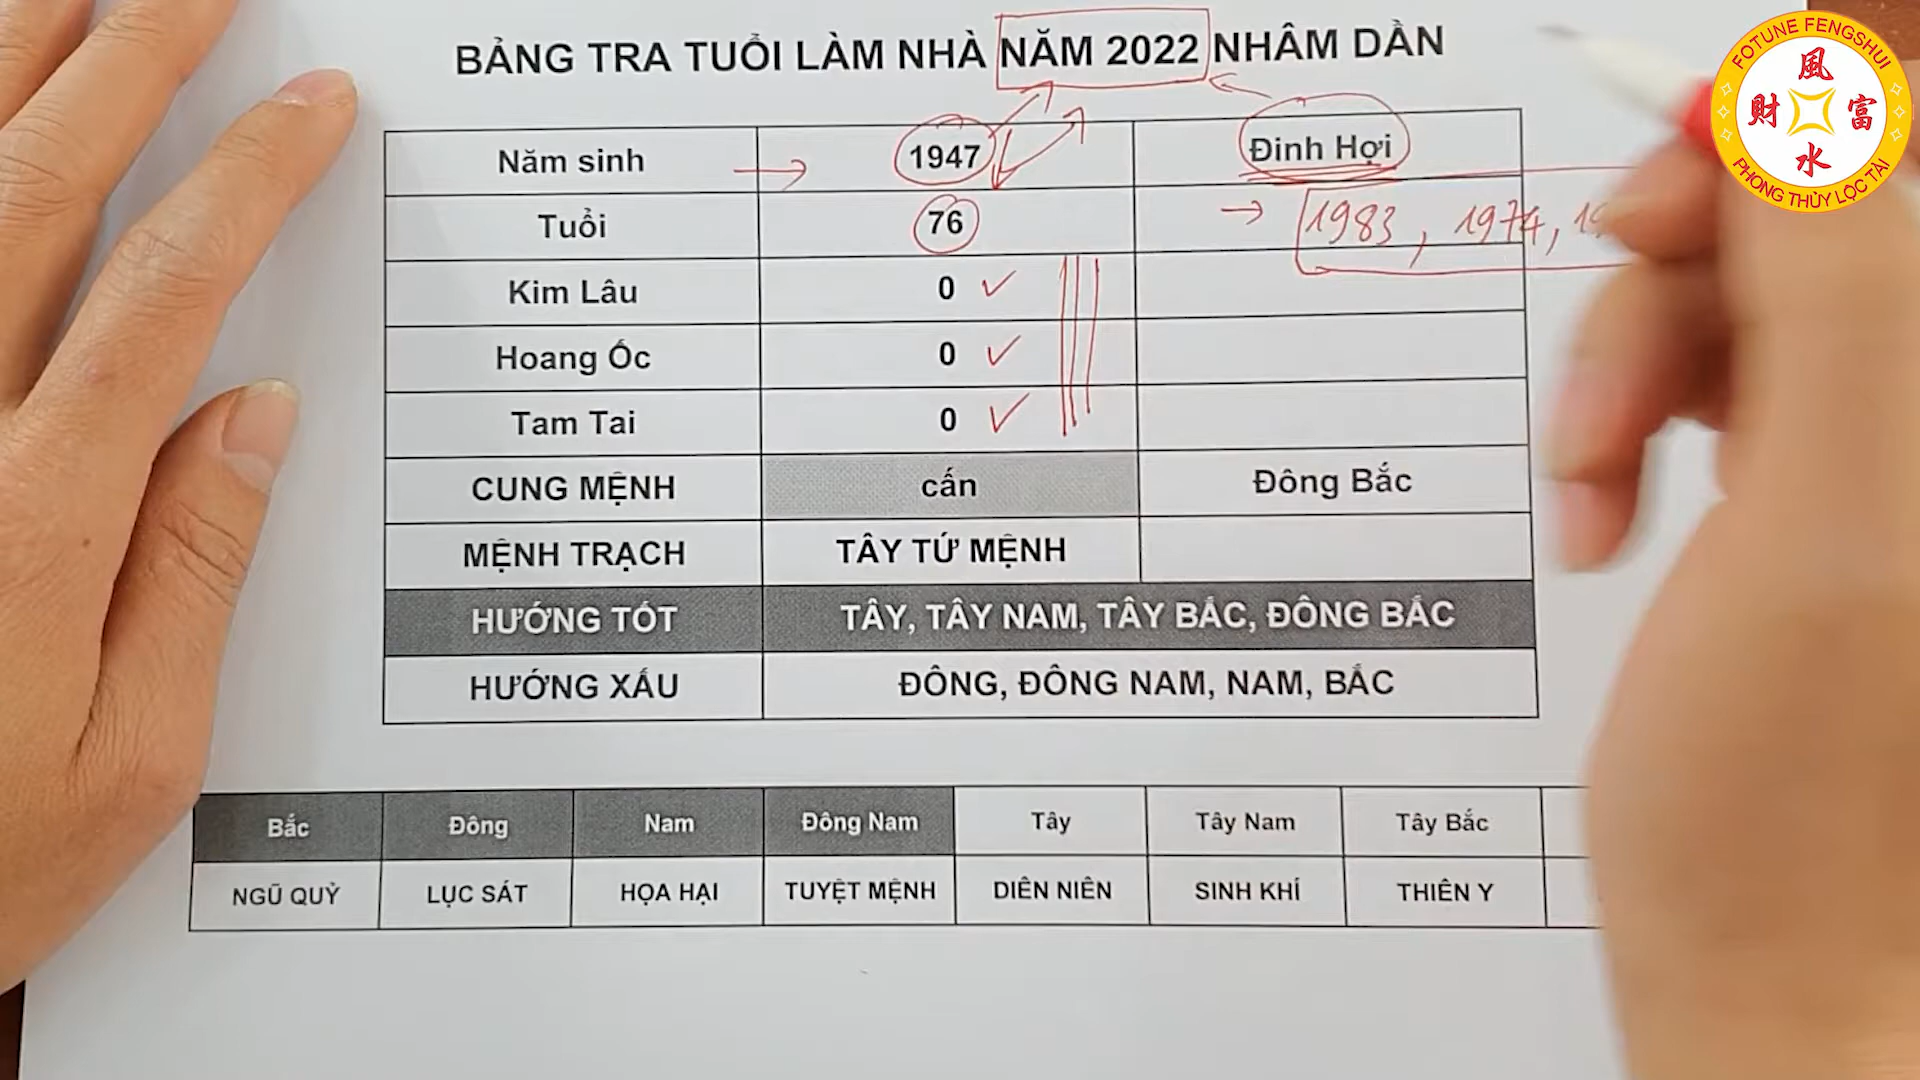 BẢNG TRA TUỔI LÀM NHÀ NĂM 2022 NHÂM DẦN
Năm sinh 1947 Đinh Hợi
Tuổi 76 1983, 1974,
Kim Lâu 0
Hoang Ốc 0
Tam Tai 0
CUNG MỆNH cấn Đông Bắc
MỆNH TRẠCH TÂY TỨ MỆNH
HƯỚNG TỐT TÂY, TÂY NAM, TÂY BẮC, ĐÔNG BẮC
HƯỚNG XẤU ĐÔNG, ĐÔNG NAM, NAM, BẮC
Bắc Đông Nam Đông Nam Tây Tây Nam Tây Bắc
NGŨ QUỶ LỤC SÁT HỌA HẠI TUYỆT MỆNH DIÊN NIÊN SINH KHÍ THIÊN Y
FOTUNE FENGSHUI
風
財 富
水
PHONG THỦY LỘC TÀI